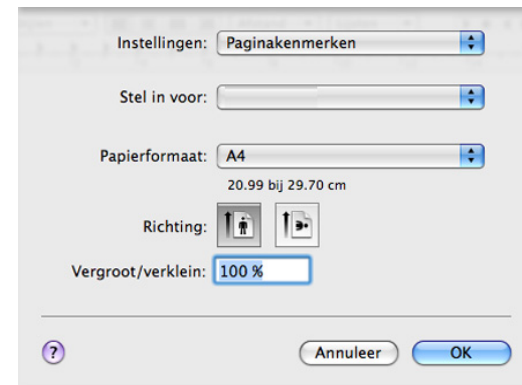 Instellingen: Paginakenmerken
Stel in voor:
Papierformaat: A4
20.99 bij 29.70 cm
Richting:
Vergroot/verklein: 100 %
? Annuleer OK